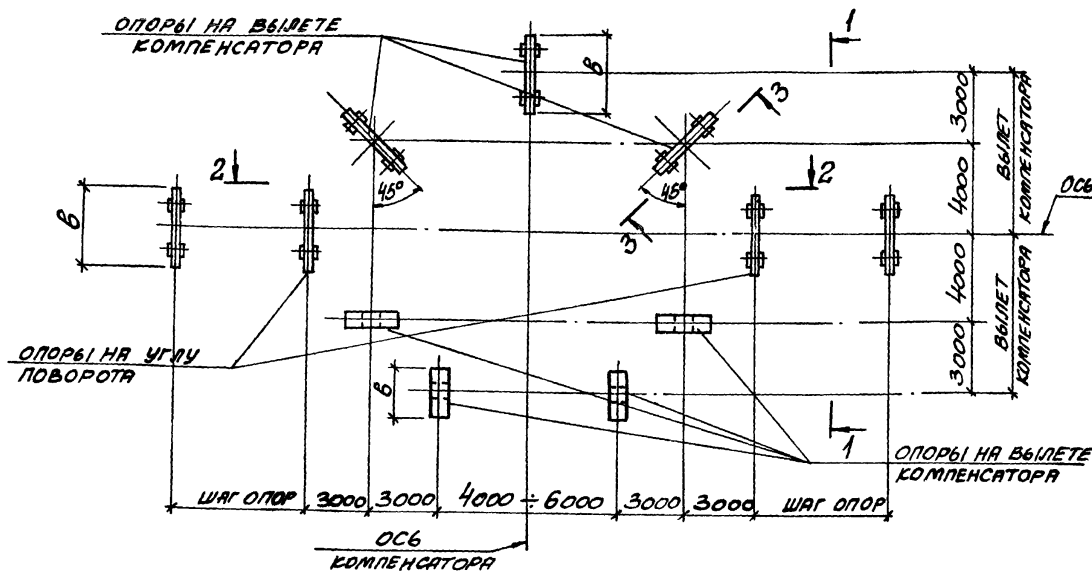 ОПОРЫ НА ВЫЛЕТЕ
КОМПЕНСАТОРА
1
в
3
3000
ВЫЛЕТ
КОМПЕНСАТОРА
2
45°
45°
2
4000
ОСЬ
в
3
4000
ВЫЛЕТ
КОМПЕНСАТОРА
ОПОРЫ НА УГЛУ
ПОВОРОТА
в
3000
1
ОПОРЫ НА ВЫЛЕТЕ
КОМПЕНСАТОРА
ШАГ ОПОР 3000 3000 4000÷6000 3000 3000 ШАГ ОПОР
ОСЬ
КОМПЕНСАТОРА